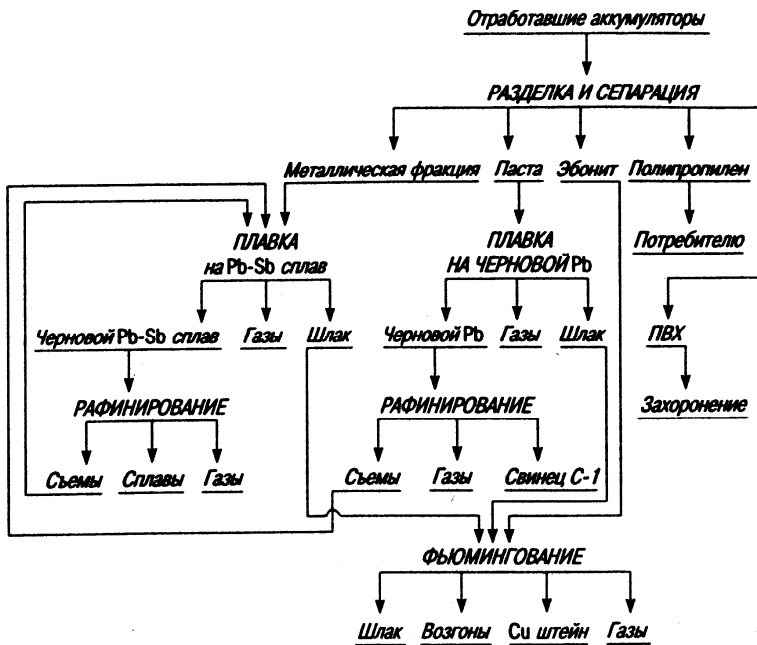 Отработавшие аккумуляторы
РАЗДЕЛКА И СЕПАРАЦИЯ
Металлическая фракция Паста Эбонит Полипропилен
ПЛАВКА
на Pb-Sb сплав
ПЛАВКА
НА ЧЕРНОВОЙ Pb
Потребителю
Черновой Pb-Sb сплав Газы Шлак Черновой Pb Газы Шлак ПВХ
РАФИНИРОВАНИЕ РАФИНИРОВАНИЕ Захоронение
Съемы Сплавы Газы Съемы Газы Свинец С-1
ФЬЮМИНГОВАНИЕ
Шлак Возгоны Cu штейн Газы